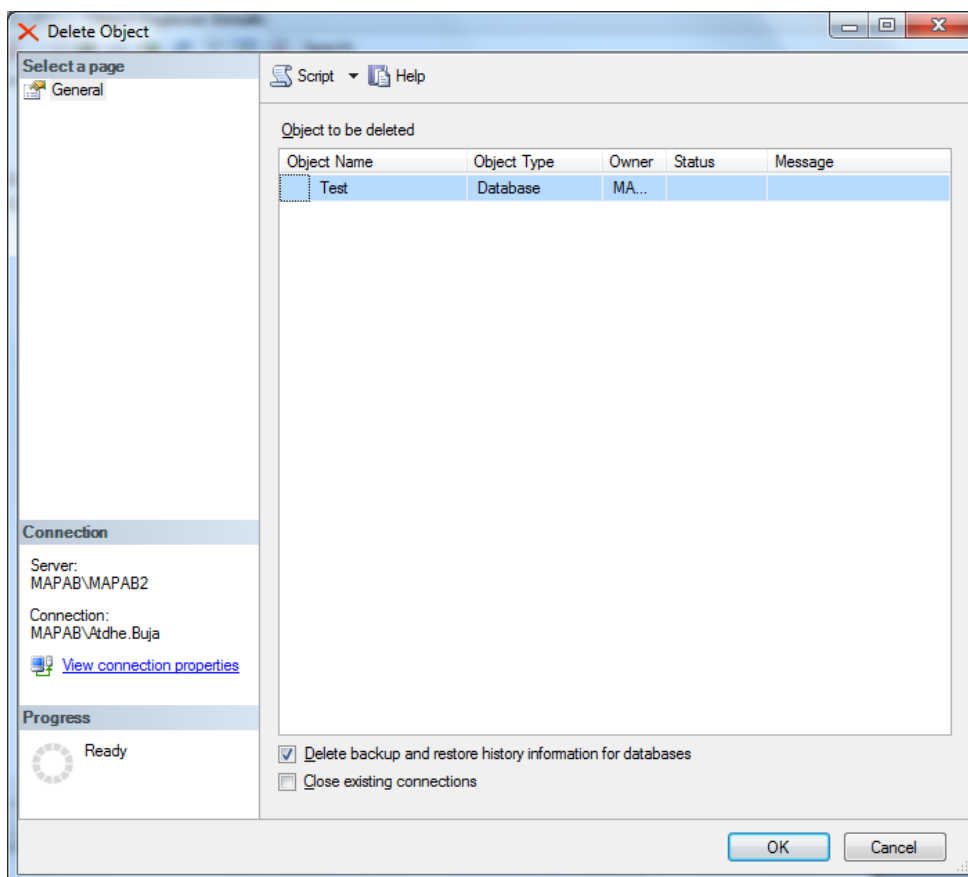 Delete Object
Select a page
General
Script Help
Object to be deleted
Object Name Object Type Owner Status Message
Test Database MA...
Connection
Server:
MAPAB\MAPAB2
Connection:
MAPAB\Atdhe.Buja
View connection properties
Progress
Ready
Delete backup and restore history information for databases
Close existing connections
OK Cancel